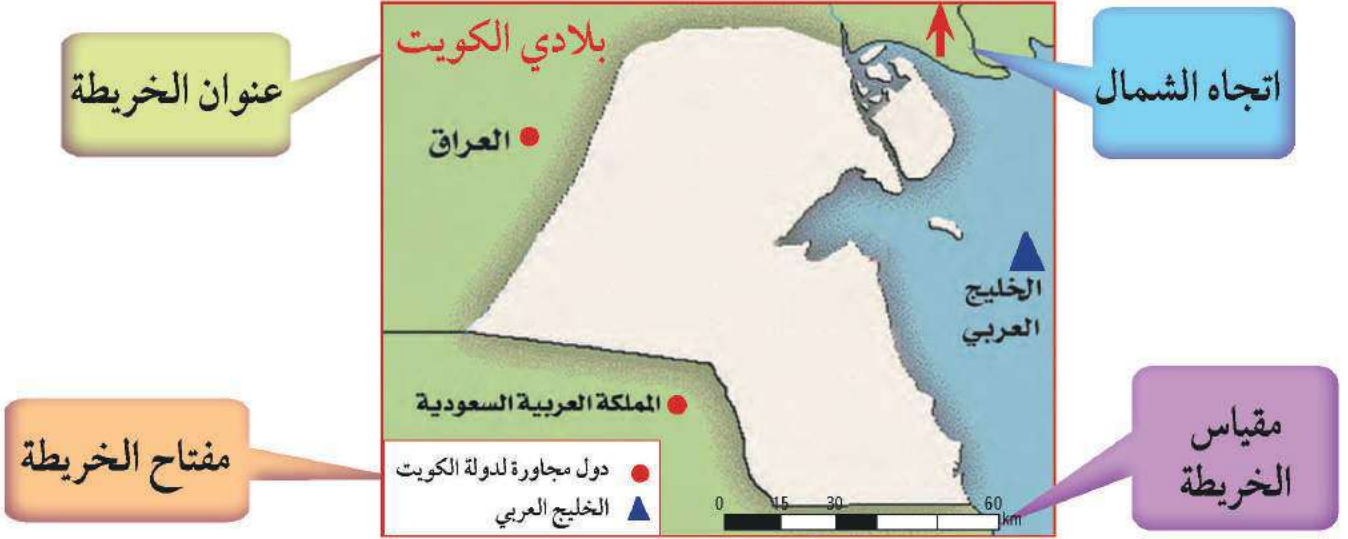 بلادي الكويت
عنوان الخريطة
اتجاه الشمال
العراق
الخليج
العربي
المملكة العربية السعودية
مقياس
الخريطة
مفتاح الخريطة
دول مجاورة لدولة الكويت
الخليج العربي
0 15 30 60
km